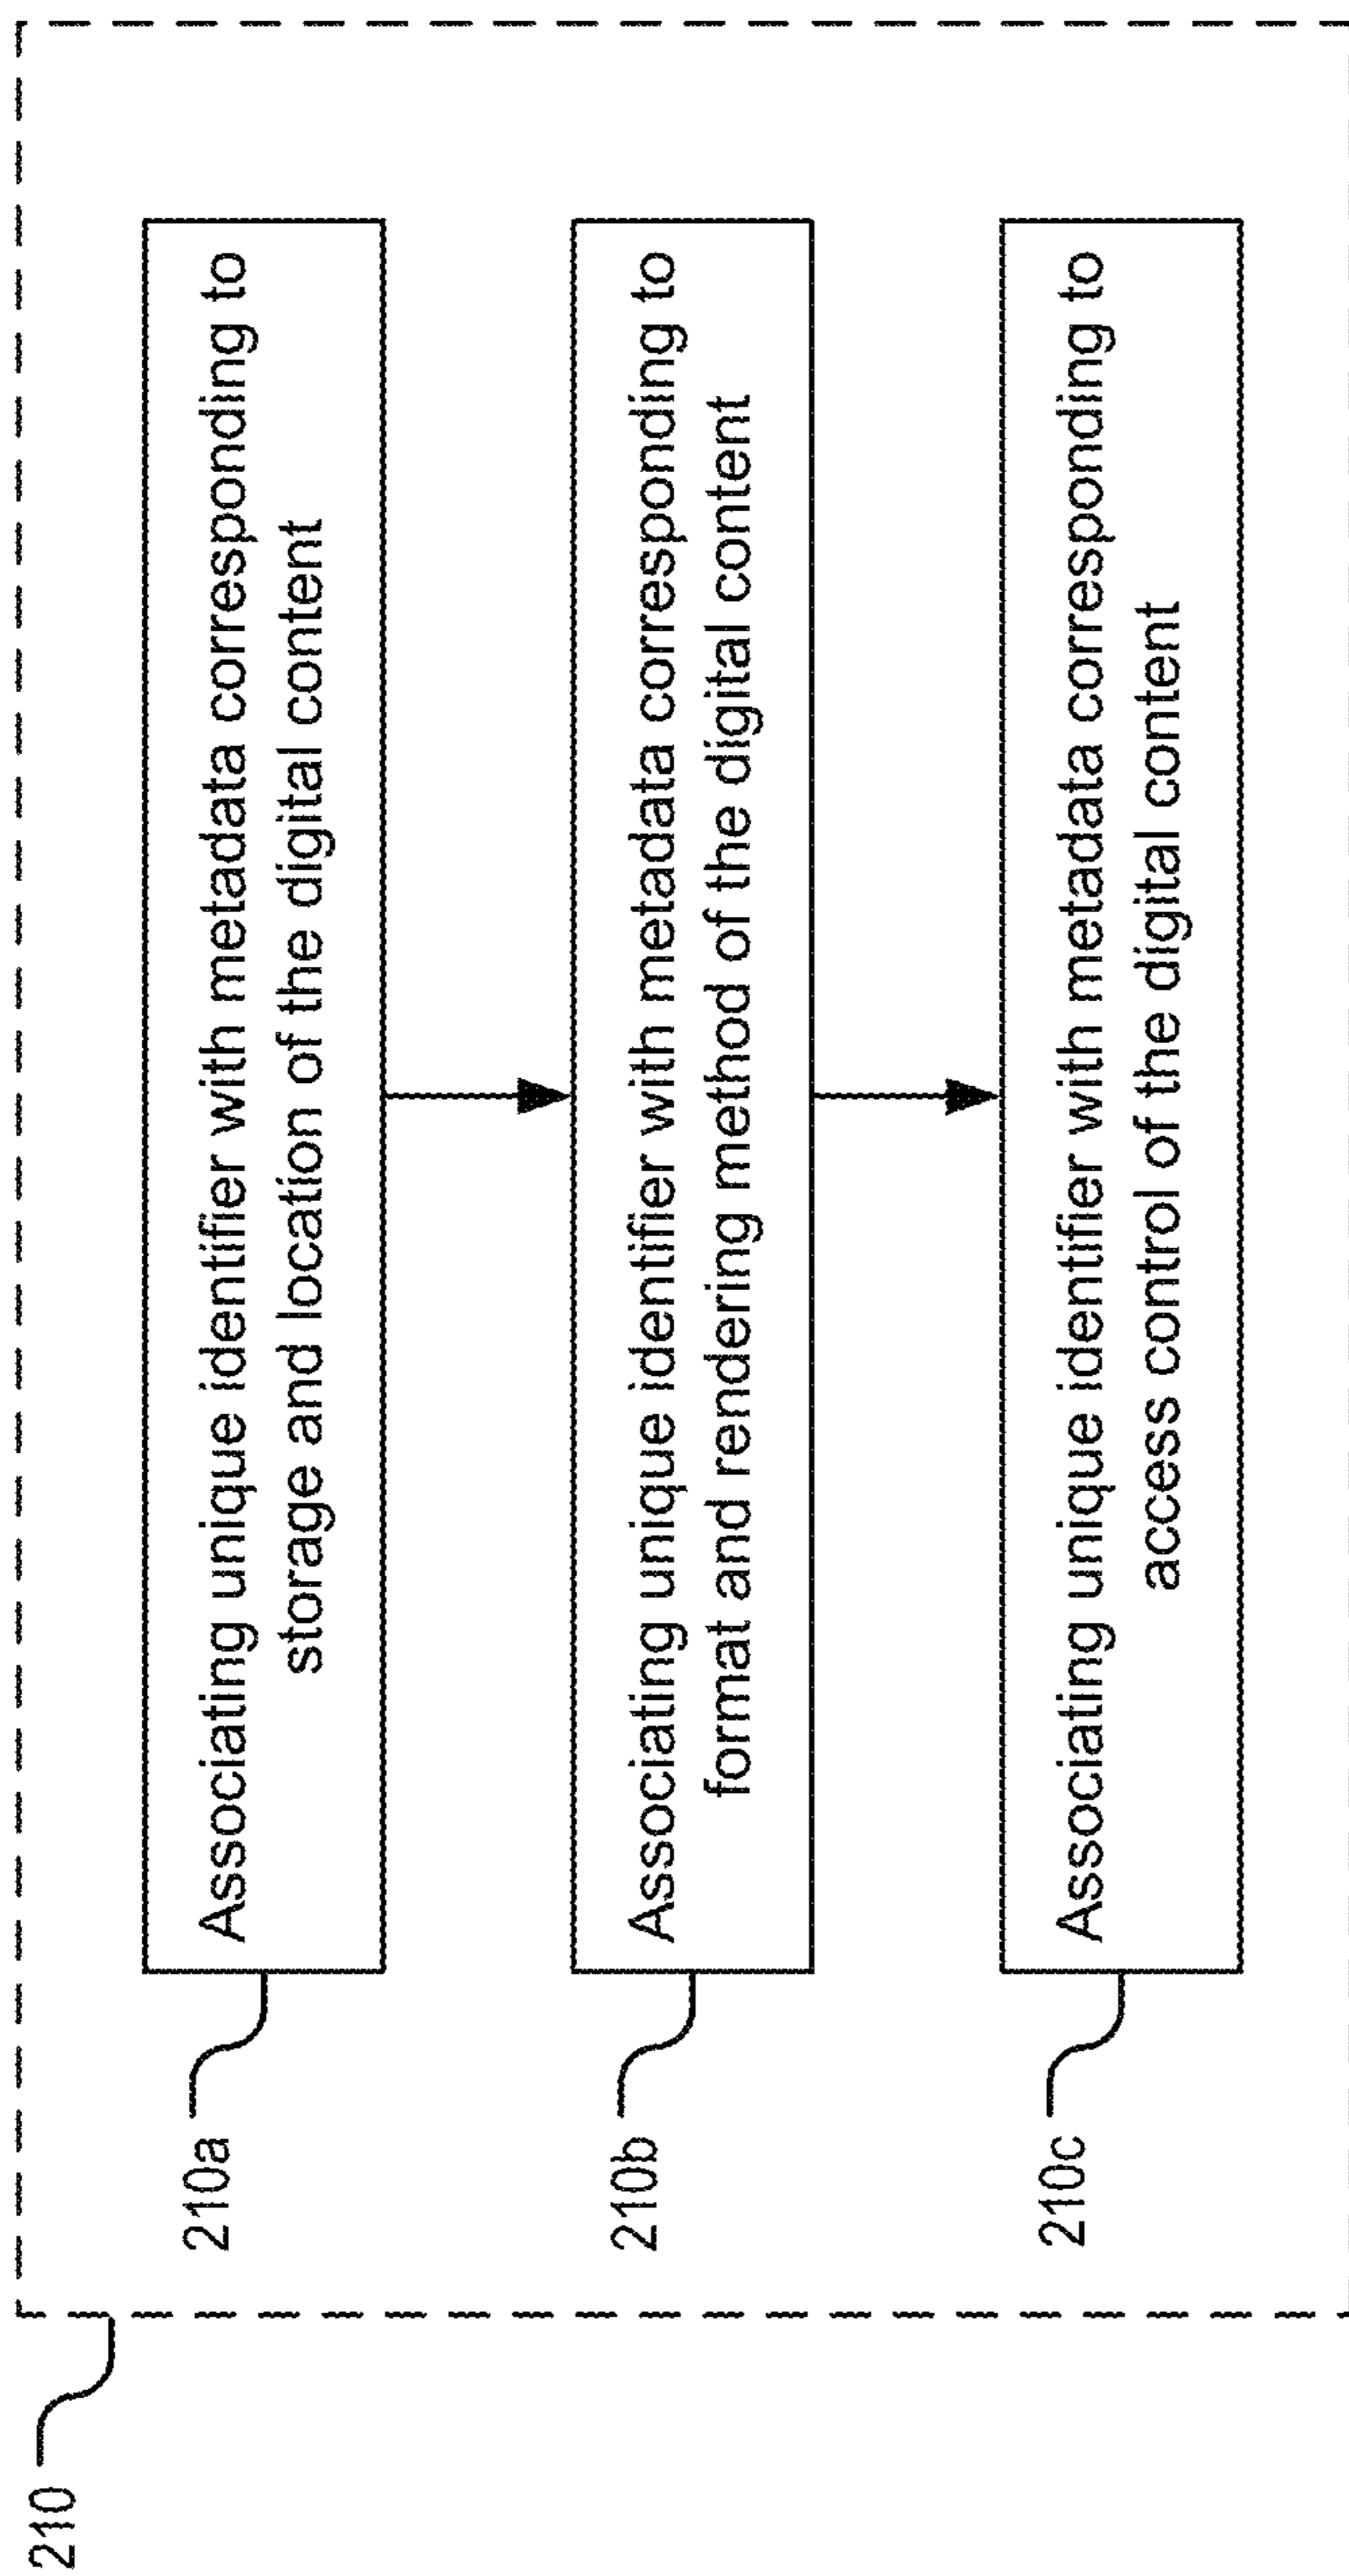 210
210a
Associating unique identifier with metadata corresponding to
storage and location of the digital content
210b
Associating unique identifier with metadata corresponding to
format and rendering method of the digital content
210c
Associating unique identifier with metadata corresponding to
access control of the digital content